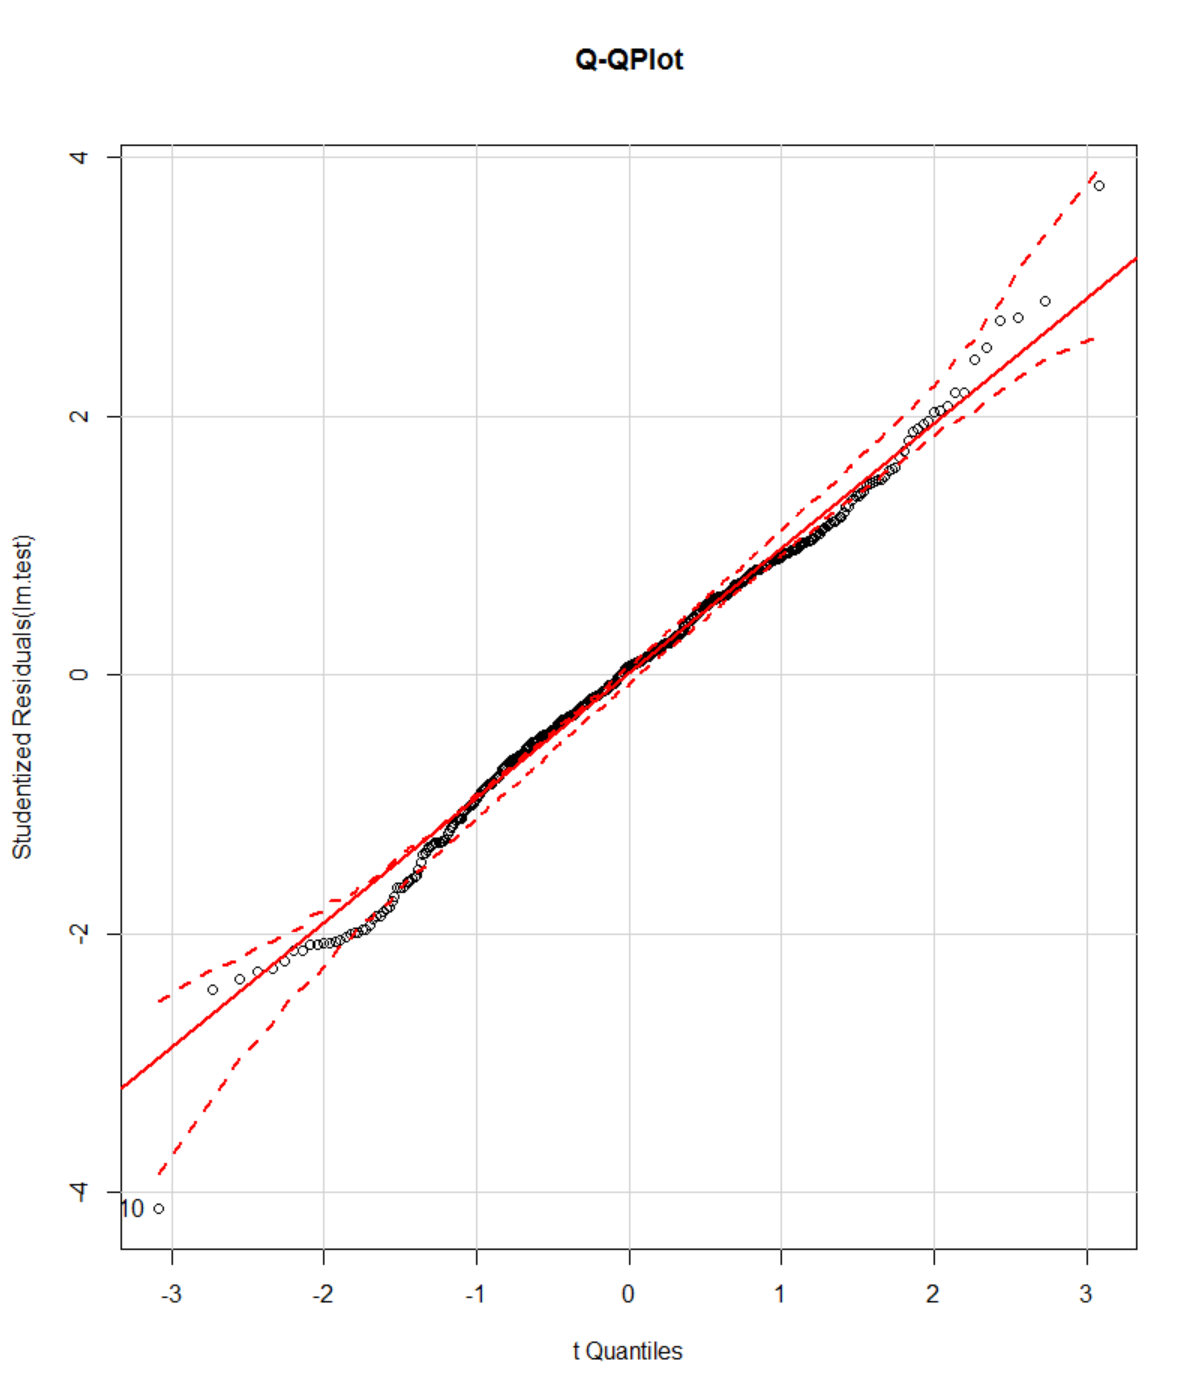 Q-QPlot
4
2
0
-2
-4
Studentized Residuals(lm.test)
10
-3 -2 -1 0 1 2 3
t Quantiles